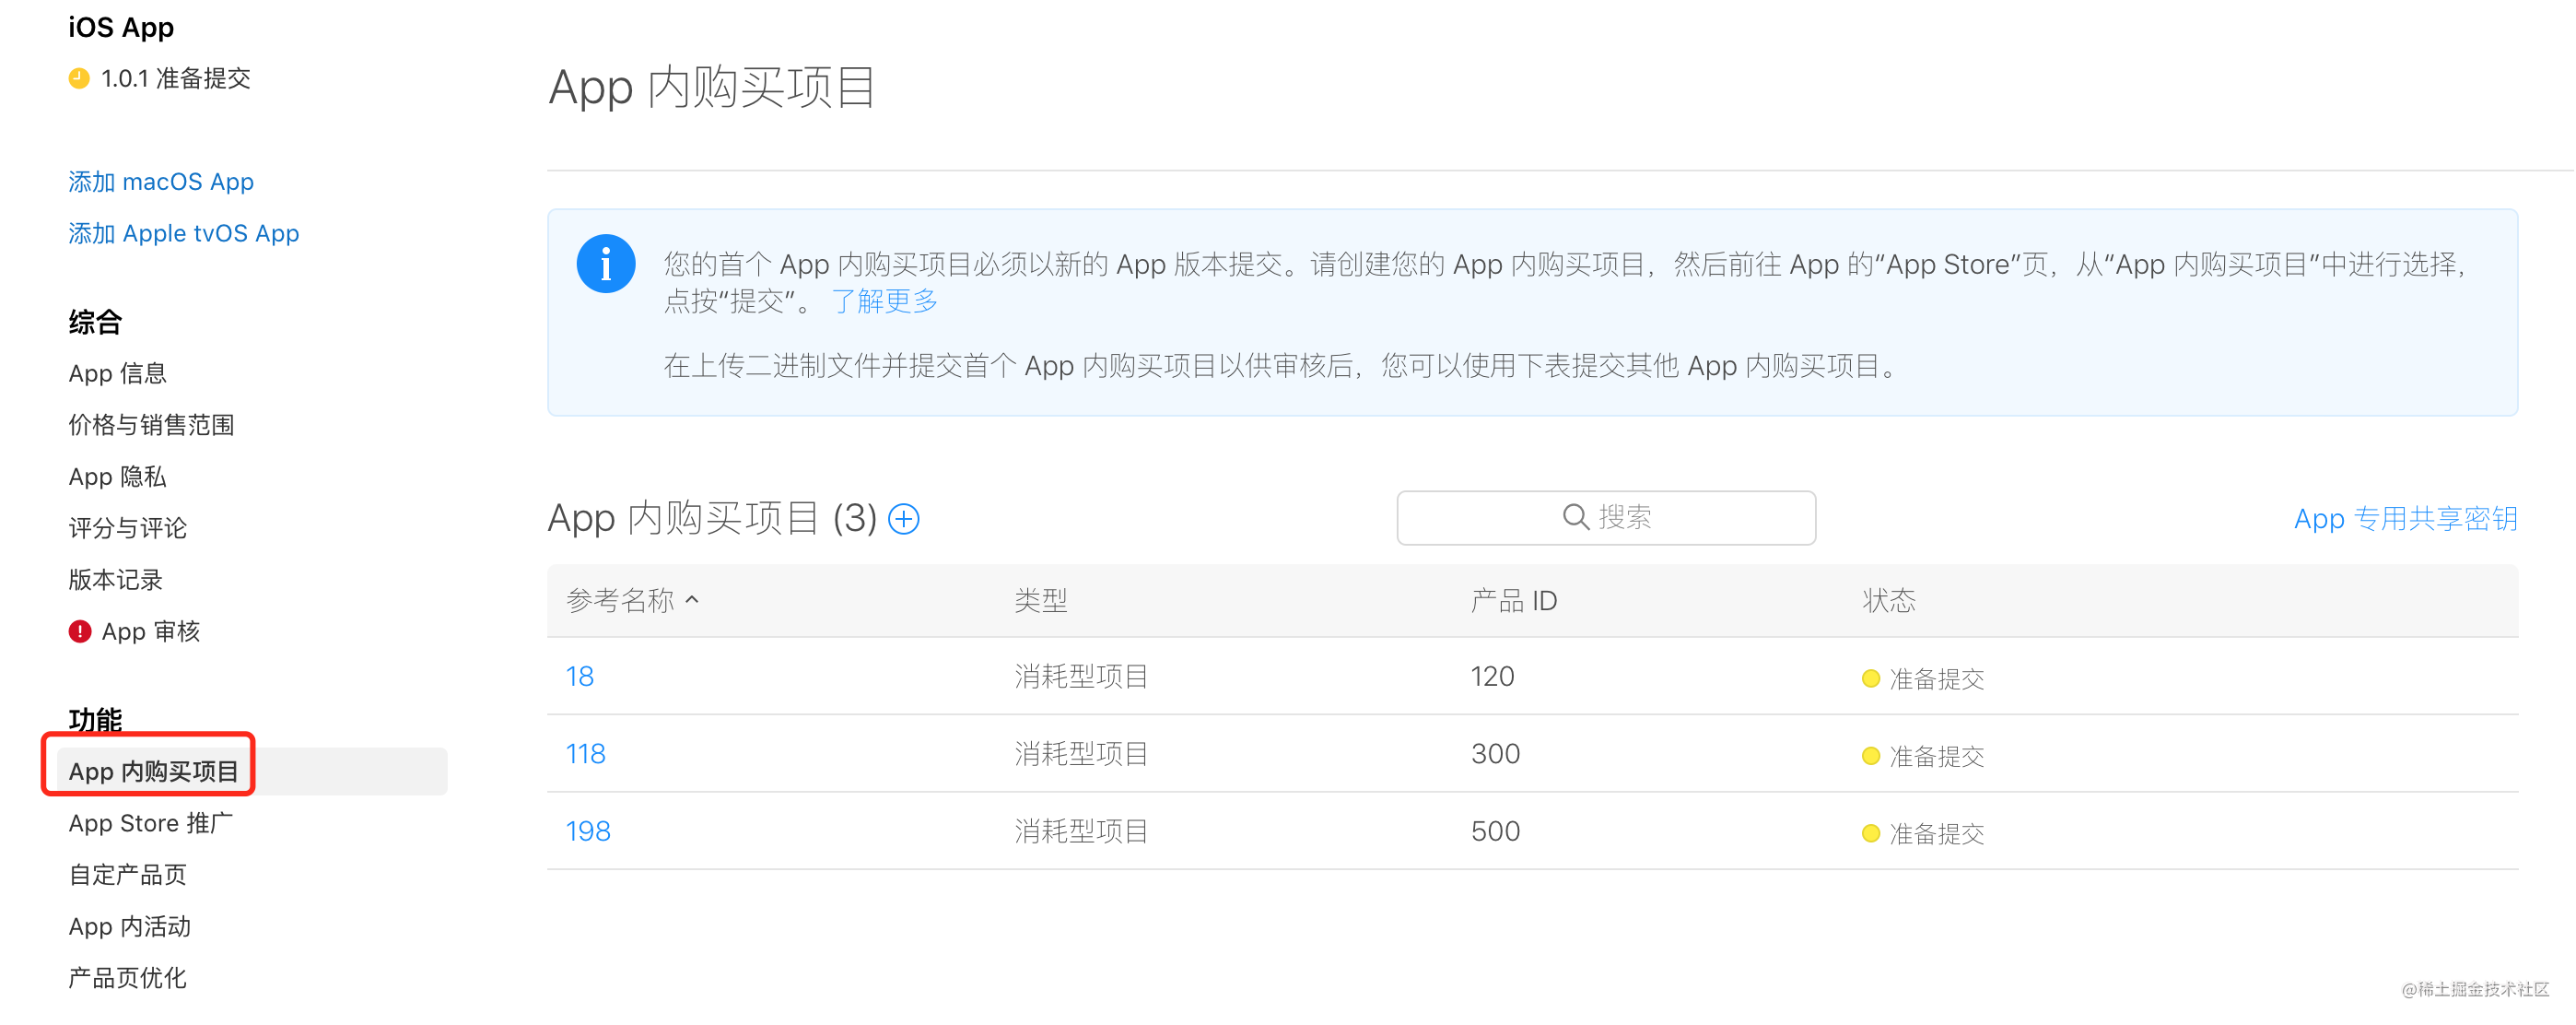 iOS App
1.0.1 准备提交
添加 macOS App
添加 Apple tvOS App
综合
App 信息
价格与销售范围
App 隐私
评分与评论
版本记录
App 审核
功能
App 内购买项目
App Store 推广
自定产品页
App 内活动
产品页优化
App 内购买项目
您的首个 App 内购买项目必须以新的 App 版本提交。请创建您的 App 内购买项目，然后前往 App 的“App Store”页，从“App 内购买项目”中进行选择，
点按“提交”。 了解更多
在上传二进制文件并提交首个 App 内购买项目以供审核后，您可以使用下表提交其他 App 内购买项目。
App 内购买项目 (3)
搜索
App 专用共享密钥
参考名称 类型 产品 ID 状态
18 消耗型项目 120 准备提交
118 消耗型项目 300 准备提交
198 消耗型项目 500 准备提交
@稀土掘金技术社区